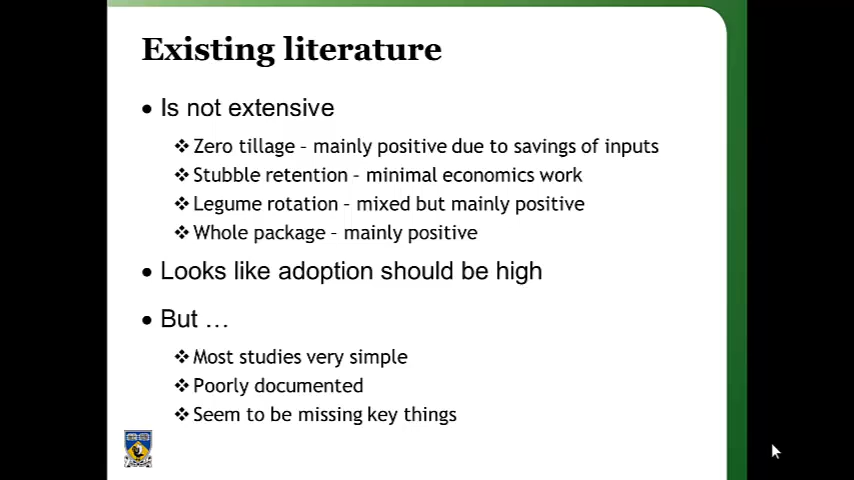 Existing literature
• Is not extensive
❖ Zero tillage – mainly positive due to savings of inputs
❖ Stubble retention – minimal economics work
❖ Legume rotation – mixed but mainly positive
❖ Whole package – mainly positive
• Looks like adoption should be high
• But …
❖ Most studies very simple
❖ Poorly documented
❖ Seem to be missing key things